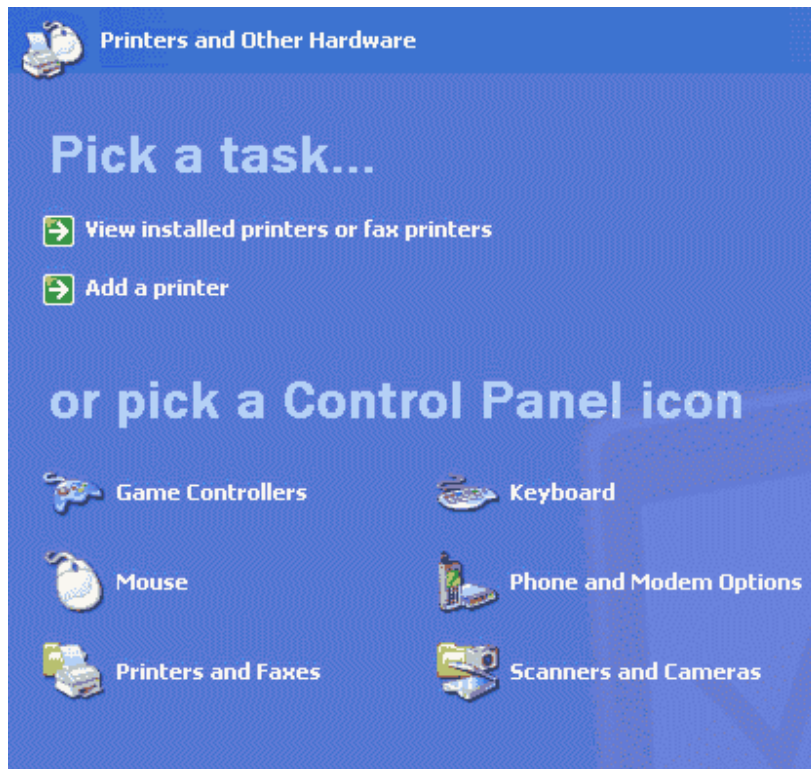 Printers and Other Hardware
Pick a task...
View installed printers or fax printers
Add a printer
or pick a Control Panel icon
Game Controllers
Keyboard
Mouse
Phone and Modem Options
Printers and Faxes
Scanners and Cameras